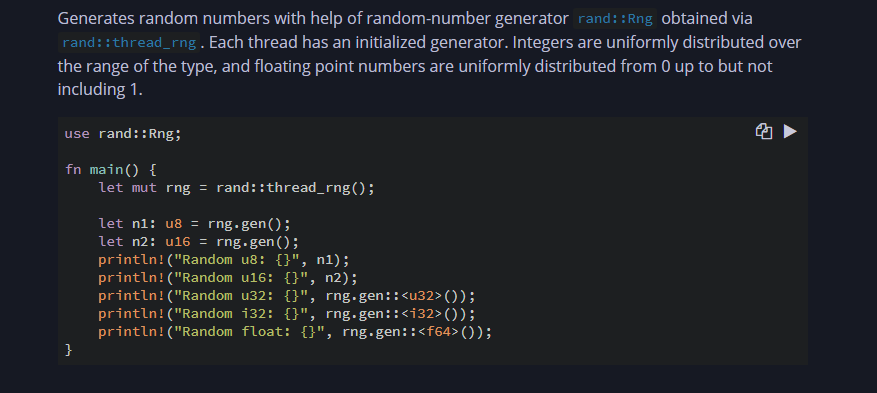 Generates random numbers with help of random-number generator rand::Rng obtained via
rand::thread_rng. Each thread has an initialized generator. Integers are uniformly distributed over
the range of the type, and floating point numbers are uniformly distributed from 0 up to but not
including 1.
use rand::Rng;
fn main() {
    let mut rng = rand::thread_rng();
    let n1: u8 = rng.gen();
    let n2: u16 = rng.gen();
    println!("Random u8: {}", n1);
    println!("Random u16: {}", n2);
    println!("Random u32: {}", rng.gen::<u32>());
    println!("Random i32: {}", rng.gen::<i32>());
    println!("Random float: {}", rng.gen::<f64>());
}